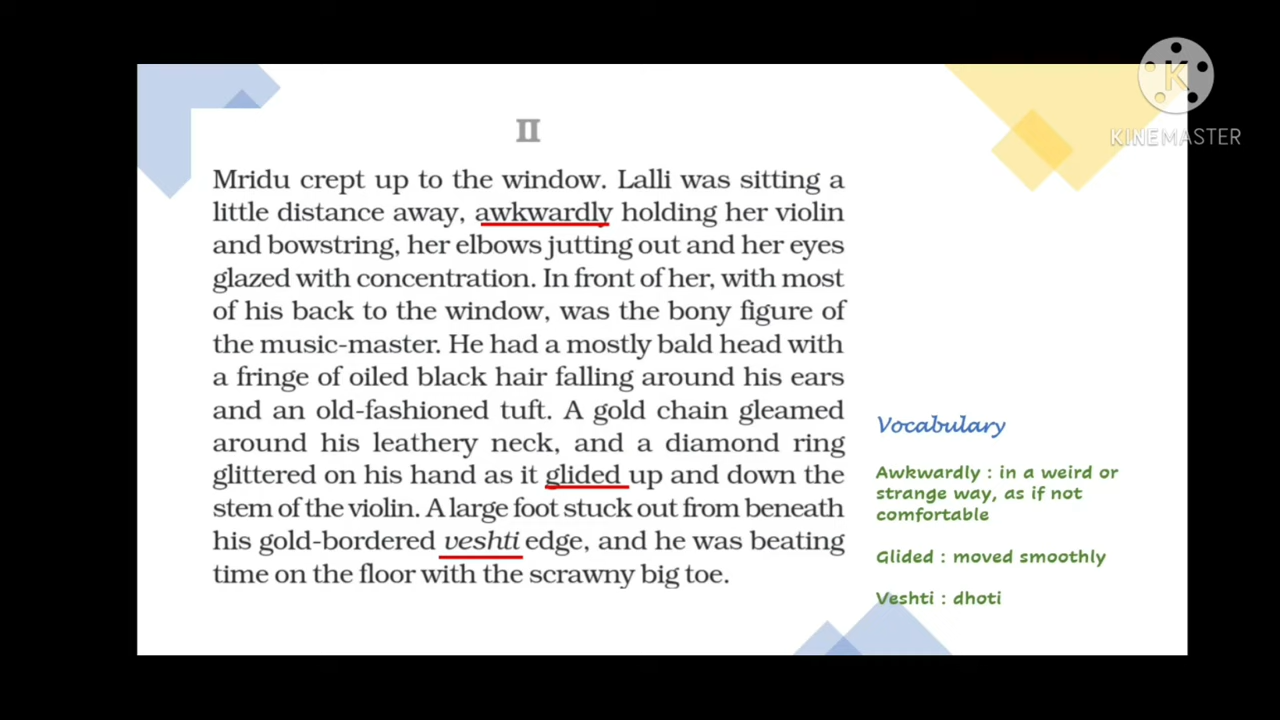 II
Mridu crept up to the window. Lalli was sitting a
little distance away, awkwardly holding her violin
and bowstring, her elbows jutting out and her eyes
glazed with concentration. In front of her, with most
of his back to the window, was the bony figure of
the music-master. He had a mostly bald head with
a fringe of oiled black hair falling around his ears
and an old-fashioned tuft. A gold chain gleamed
around his leathery neck, and a diamond ring
glittered on his hand as it glided up and down the
stem of the violin. A large foot stuck out from beneath
his gold-bordered veshti edge, and he was beating
time on the floor with the scrawny big toe.
Vocabulary
Awkwardly : in a weird or
strange way, as if not
comfortable
Glided : moved smoothly
Veshti : dhoti
K
KINEMASTER